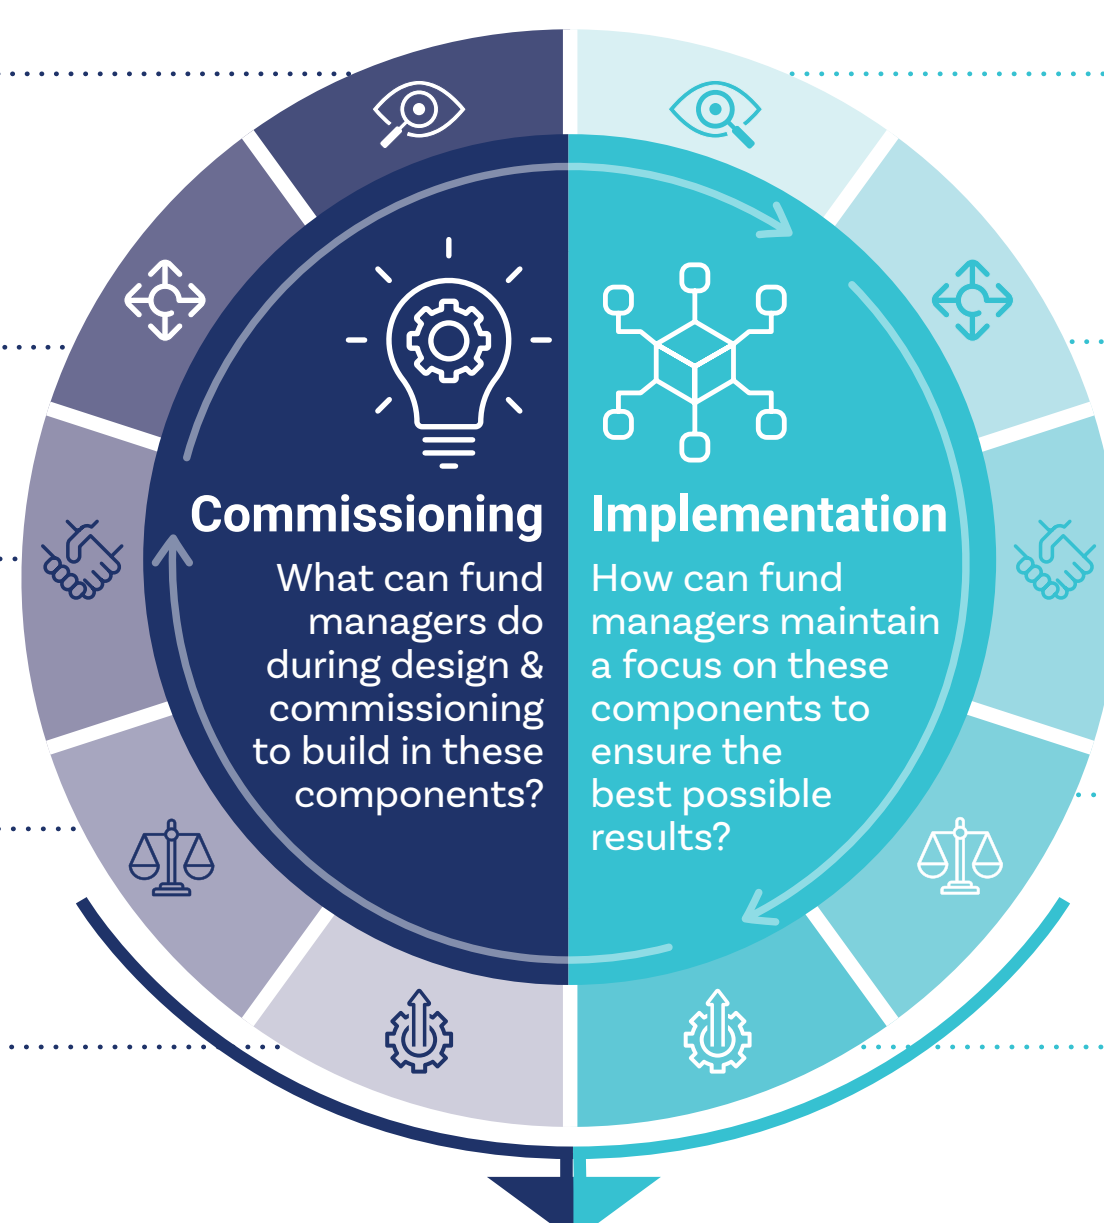 Commissioning
What can fund
managers do
during design &
commissioning
to build in these
components?
Implementation
How can fund
managers maintain
a focus on these
components to
ensure the
best possible
results?